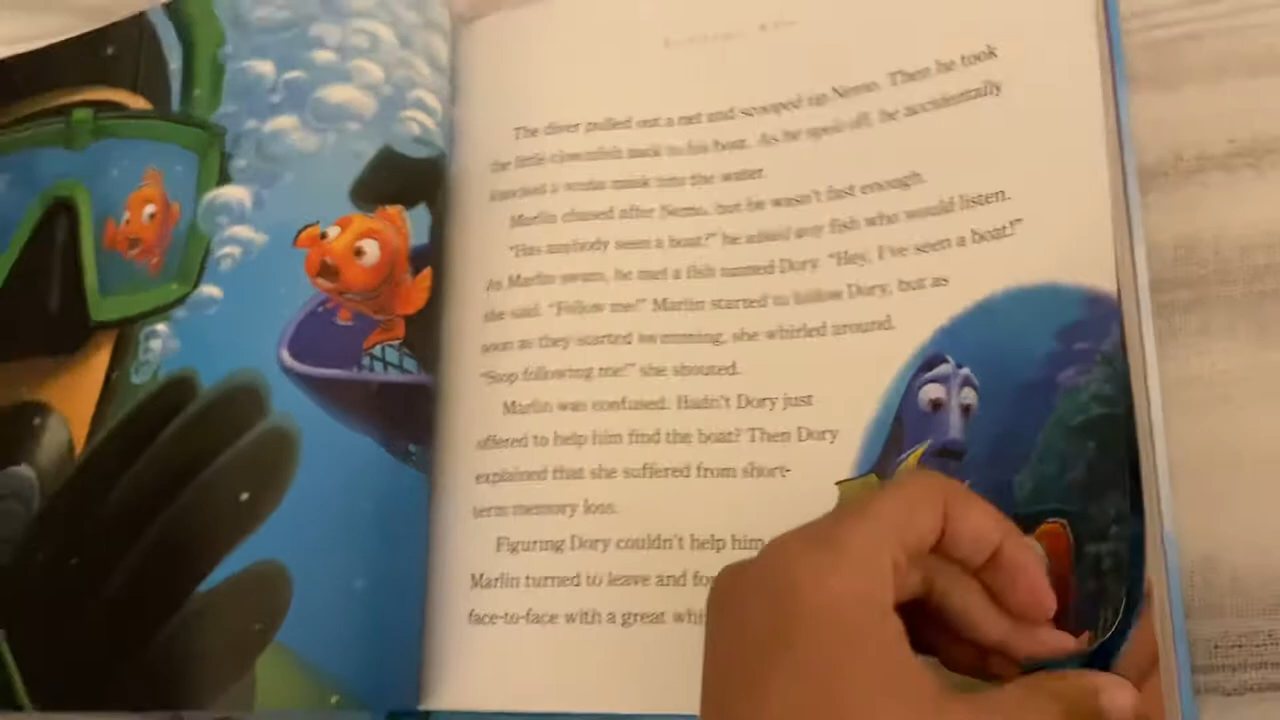 The diver pulled out a net and scooped up Nemo. Then he took
the little clownfish back to his boat. As he sped off, he accidentally
knocked a scuba mask into the water.
Marlin chased after Nemo, but he wasn't fast enough.
"Has anybody seen a boat?" he asked any fish who would listen.
As Marlin swam, he met a fish named Dory. "Hey, I've seen a boat!"
she said. "Follow me!" Marlin started to follow Dory, but as
soon as they started swimming, she whirled around.
"Stop following me!" she shouted.
Marlin was confused. Hadn't Dory just
offered to help him find the boat? Then Dory
explained that she suffered from short-
term memory loss.
Figuring Dory couldn't help him
Marlin turned to leave and
face-to-face with a great